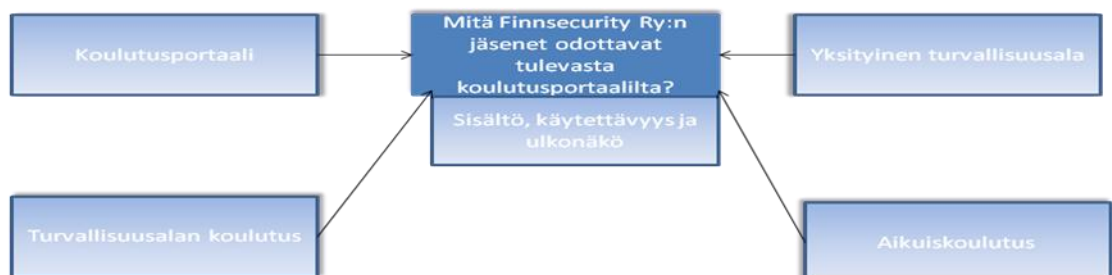 Koulutusportaali
Mitä Finnsecurity Ry:n
jäsenet odottavat
tulevasta
koulutusportaalilta?
Sisältö, käytettävyys ja
ulkonäkö
Yksityinen turvallisuusala
Turvallisuusalan koulutus
Aikuiskoulutus